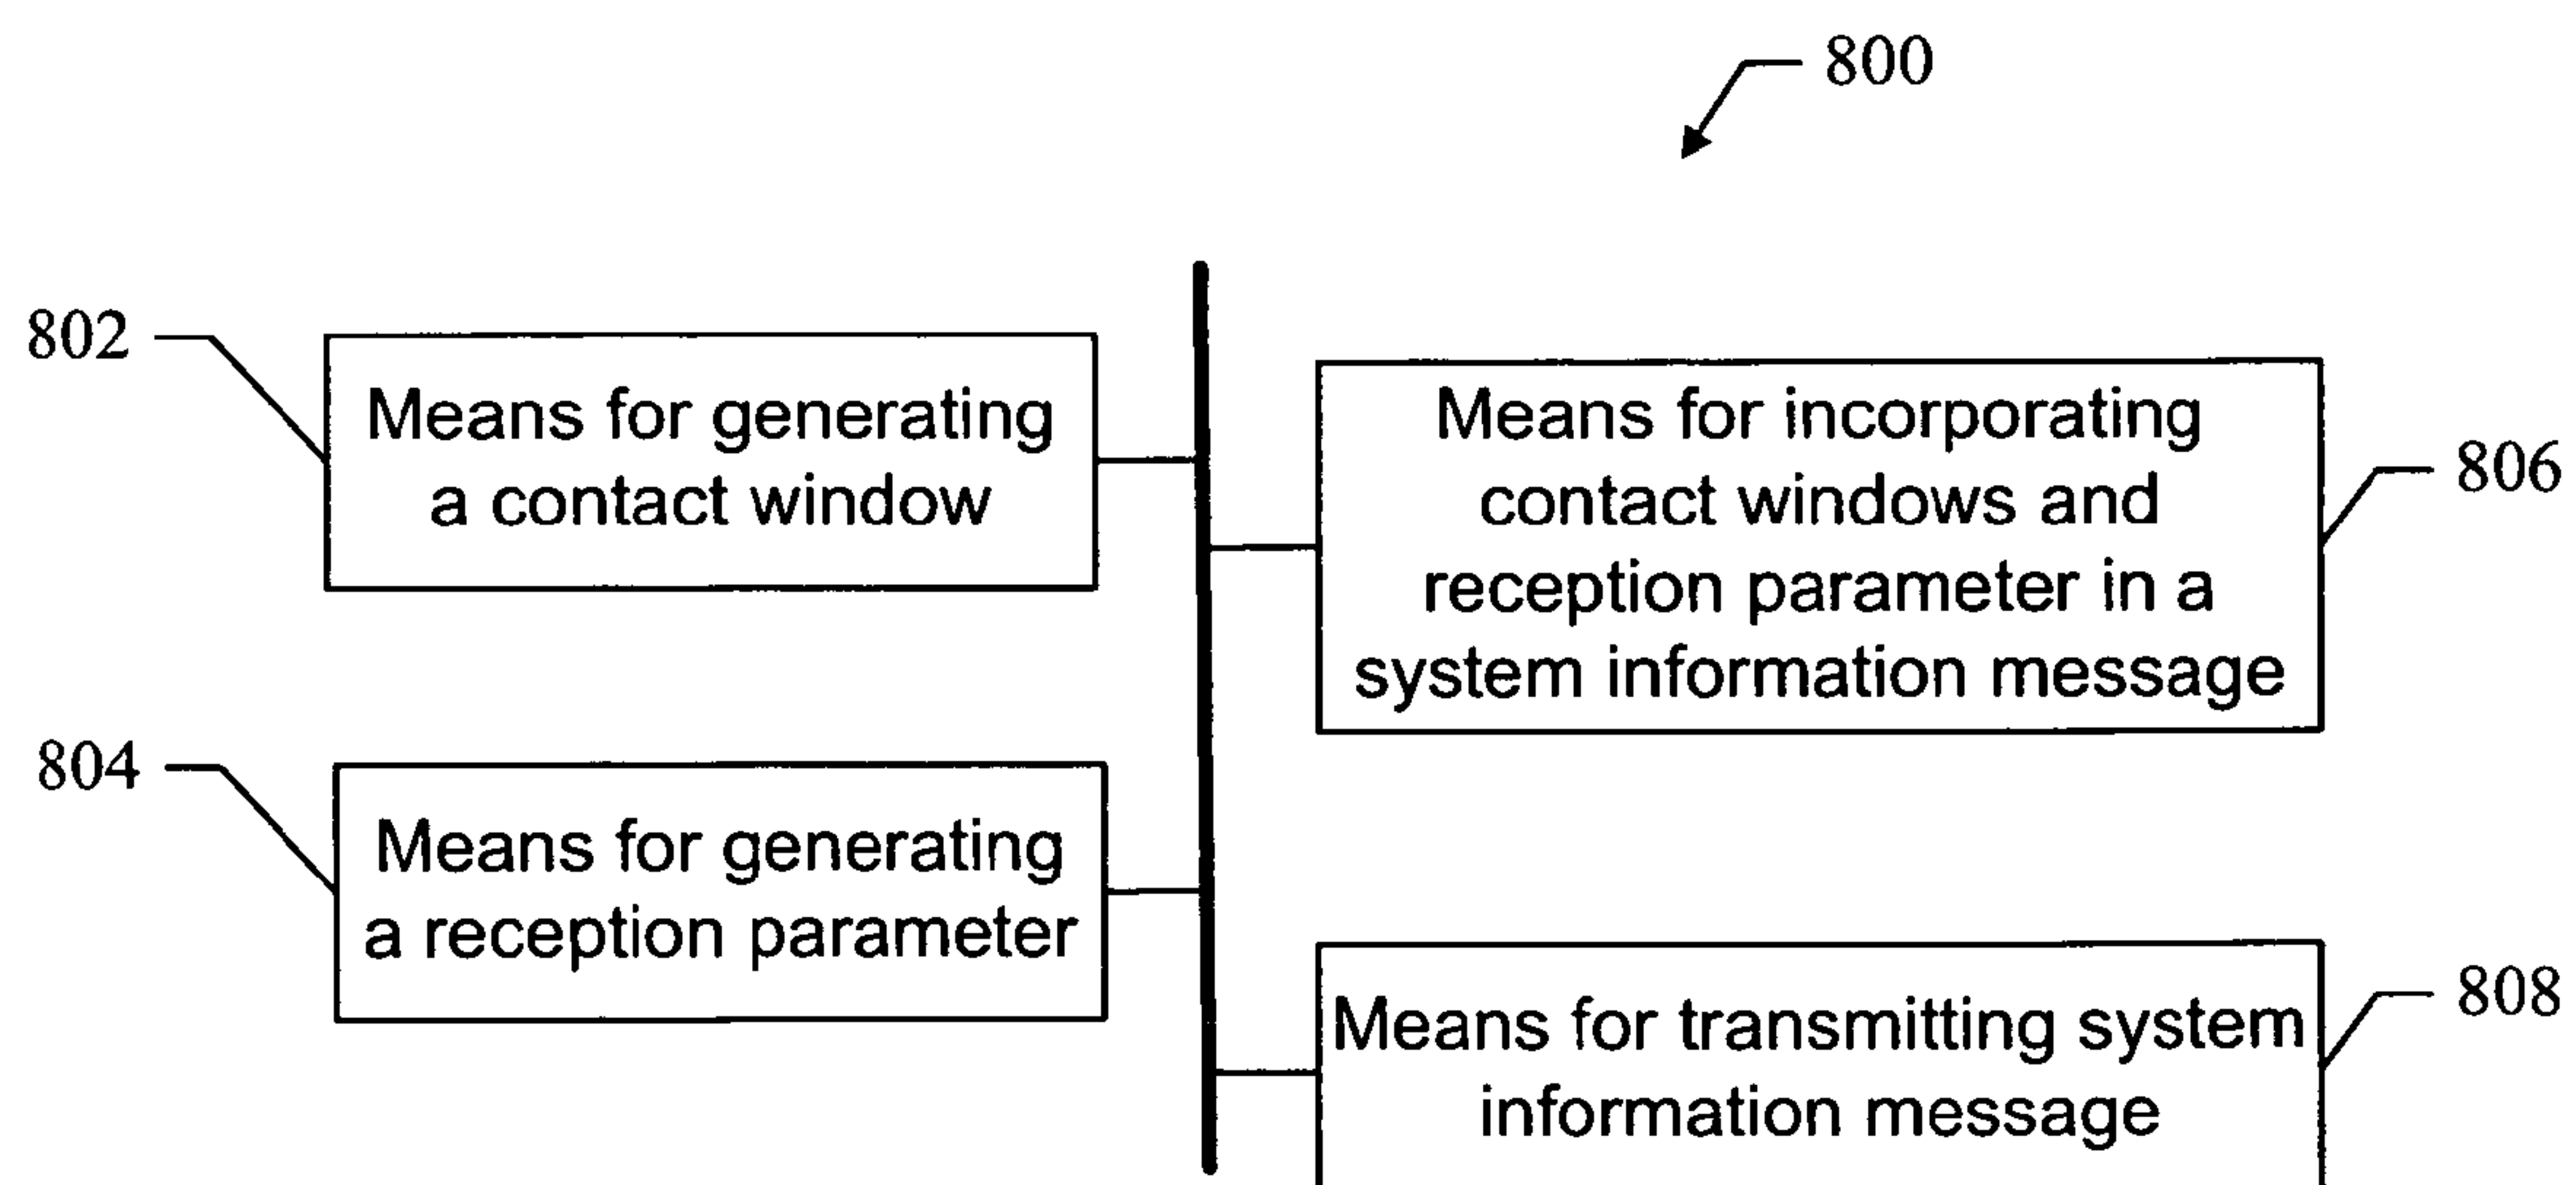 800
802
Means for generating
a contact window
Means for incorporating
contact windows and
reception parameter in a
system information message
806
804
Means for generating
a reception parameter
Means for transmitting system
information message
808